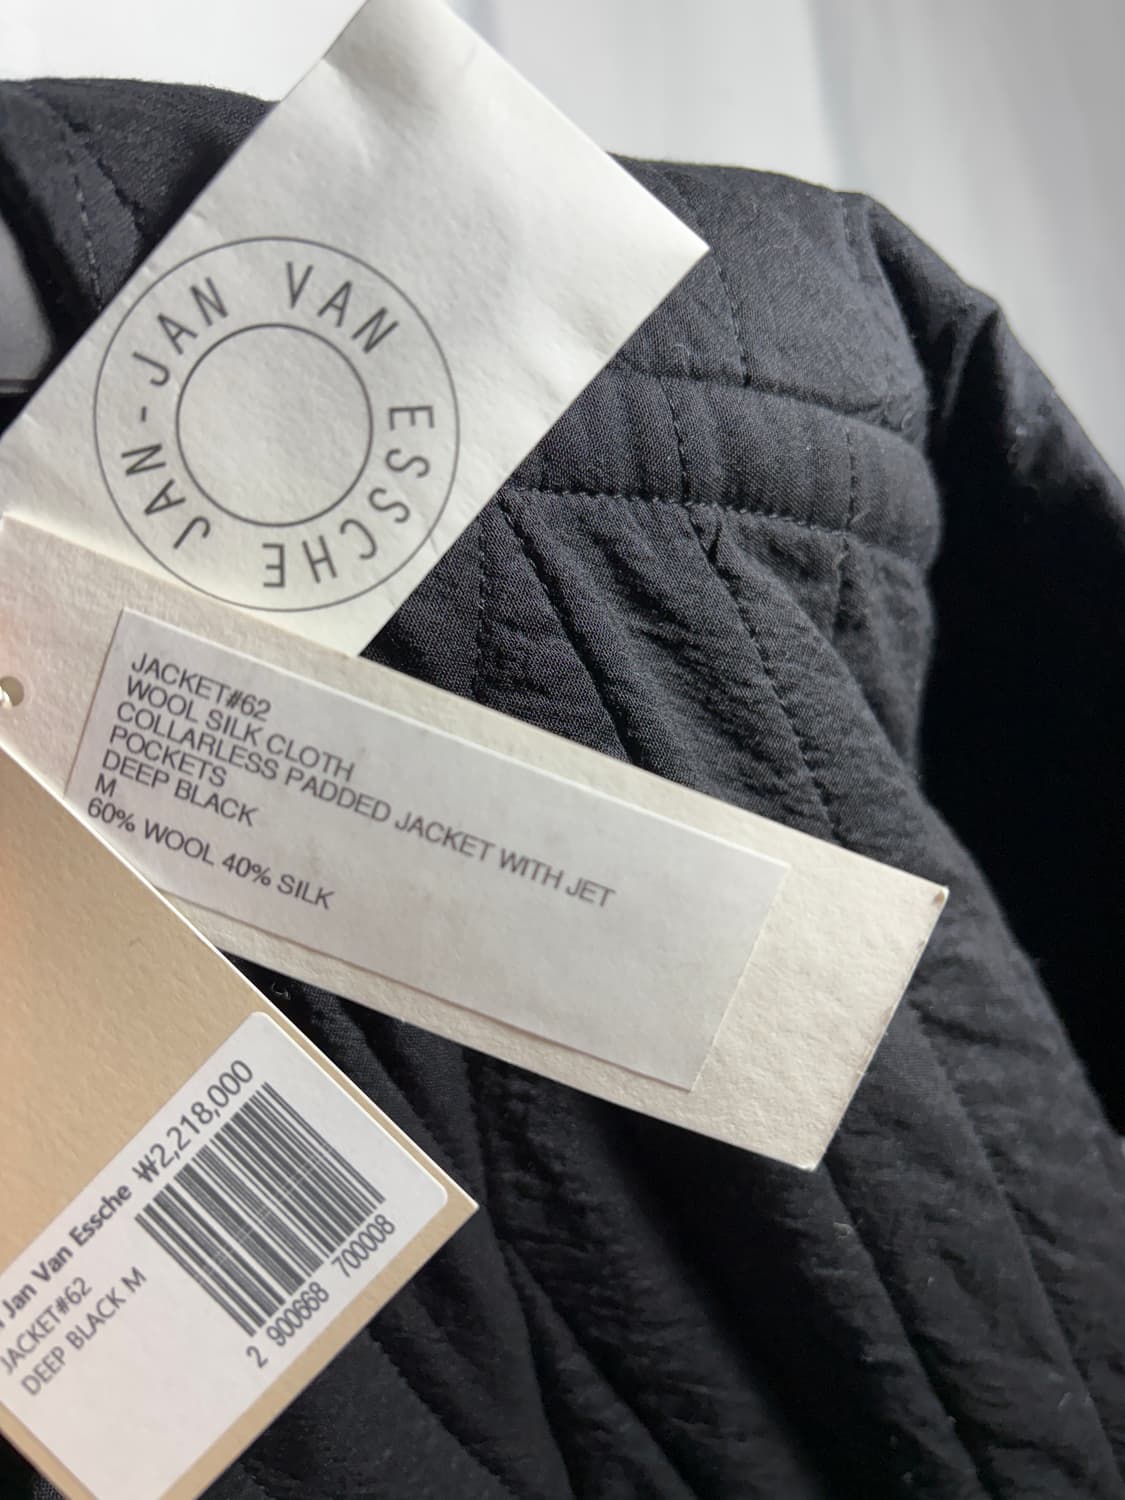 JAN-JAN VAN ESSCHE
JACKET#62
WOOL SILK CLOTH
COLLARLESS PADDED JACKET WITH JET
POCKETS
DEEP BLACK
M
60% WOOL 40% SILK
Jan Van Essche ₩2,218,000
JACKET#62
DEEP BLACK M
2 900668 700008